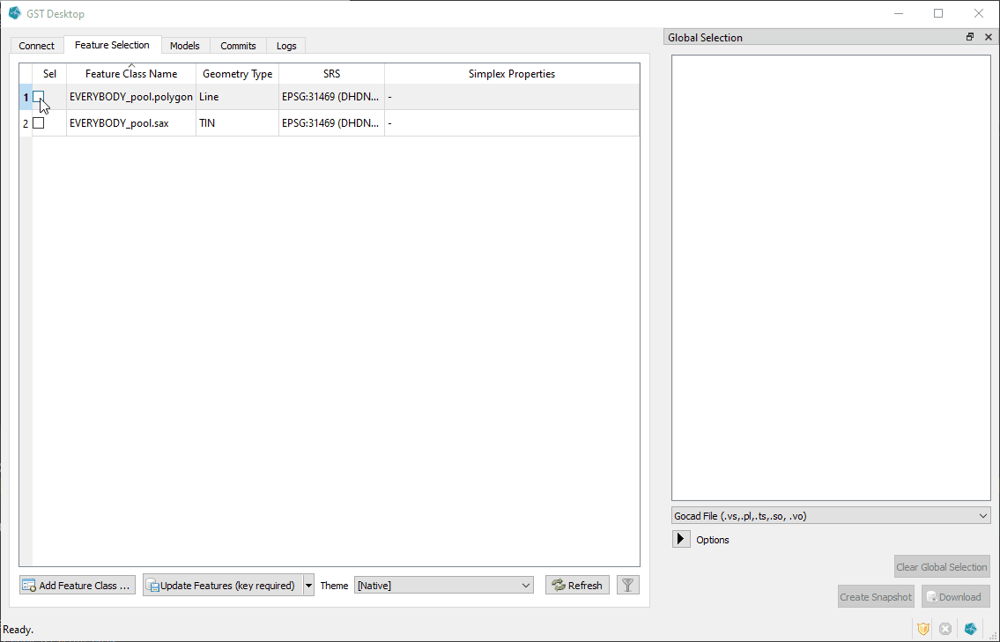 GST Desktop
Connect Feature Selection Models Commits Logs
Sel Feature Class Name Geometry Type SRS Simplex Properties
1 EVERYBODY_pool.polygon Line EPSG:31469 (DHDN... -
2 EVERYBODY_pool.sax TIN EPSG:31469 (DHDN... -
Add Feature Class ... Update Features (key required) Theme [Native] Refresh
Global Selection
Gocad File (.vs,.pl,.ts,.so, .vo)
Options
Clear Global Selection
Create Snapshot Download
Ready.